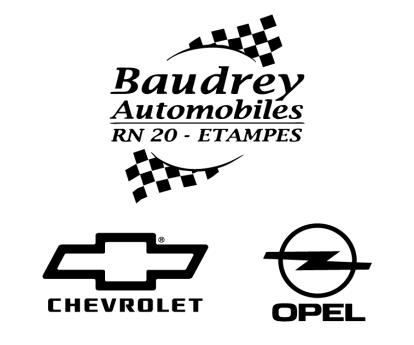 Baudrey
Automobiles
RN 20 - ETAMPES
®
CHEVROLET
OPEL